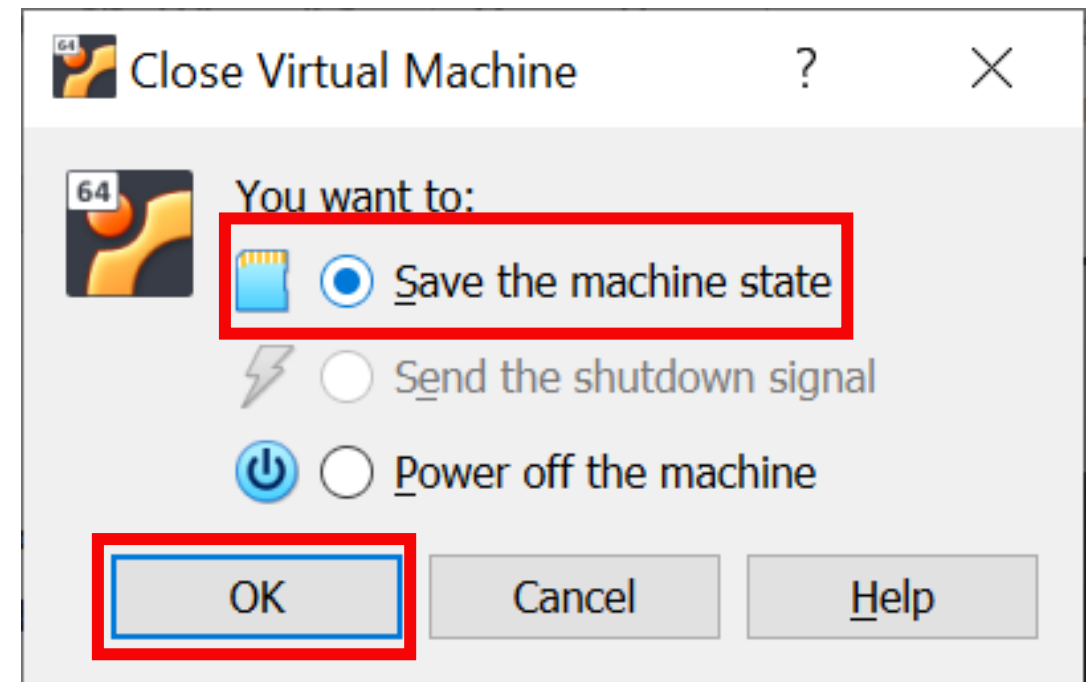 64
Close Virtual Machine ?
64
You want to:
Save the machine state
Send the shutdown signal
Power off the machine
OK Cancel Help